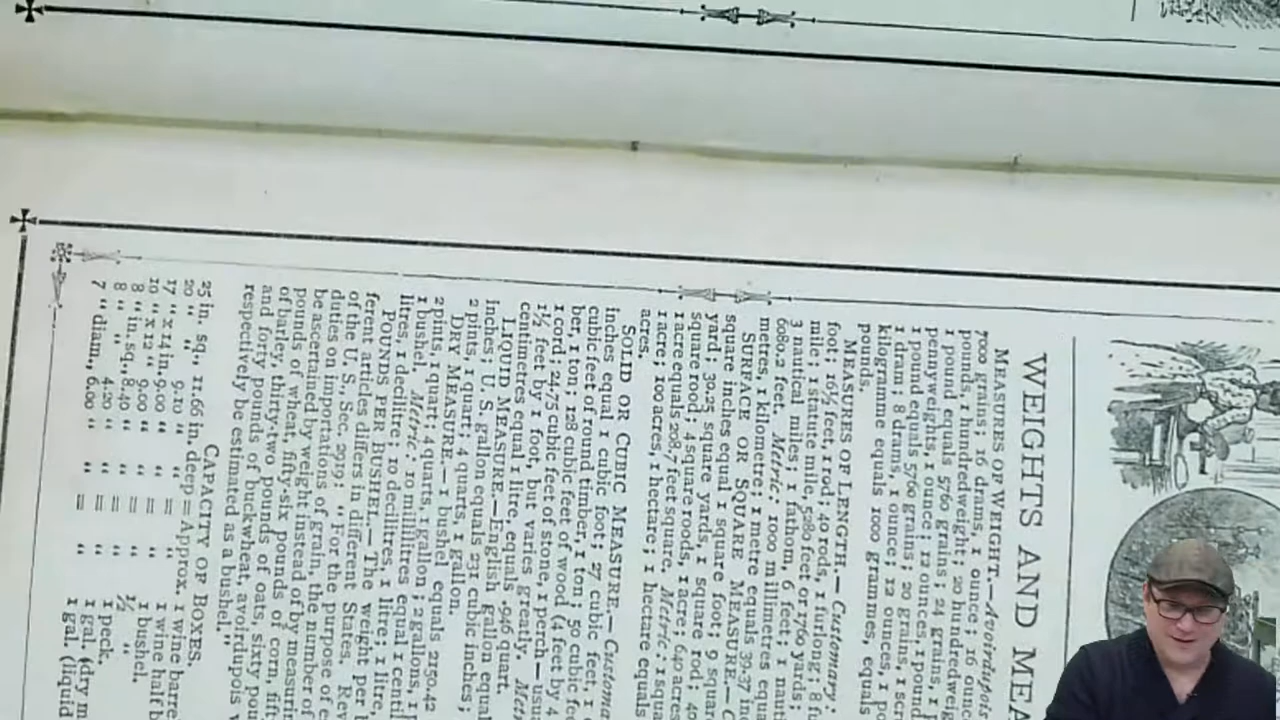 WEIGHTS AND MEA
MEASURES OF WEIGHT.—Avoirdupois
7000 grains; 16 drams, 1 ounce; 16 ounc
pounds, 1 hundredweight; 20 hundredweig
1 pound equals 5760 grains; 24 grains, 1
pennyweights, 1 ounce; 12 ounces, 1 pound
1 pound equals 5760 grains; 20 grains, 1 scr
1 dram; 8 drams, 1 ounce; 12 ounces, 1 po
kilogramme equals 1000 grammes, equals
pounds.
MEASURES OF LENGTH.—Customary:
foot; 16½ feet, 1 rod; 40 rods, 1 furlong; 8 fu
mile; 1 statute mile, 5280 feet or 1760 yards;
3 nautical miles; 1 fathom, 6 feet; 1 nauti
6080.2 feet. Metric: 1000 millimetres equa
metres, 1 kilometre; 1 metre equals 39.37 in
SURFACE OR SQUARE MEASURE.—C
square inches equal 1 square foot; 9 squar
yard; 30.25 square yards, 1 square rod; 40
square rood; 4 square roods, 1 acre; 640 acres
1 acre equals 208.7 feet square. Metric: 1 squa
1 acre; 100 acres, 1 hectare; 1 hectare equals
acres.
SOLID OR CUBIC MEASURE.—Customa
inches equal 1 cubic foot; 27 cubic feet, 1 c
cubic feet of round timber, 1 ton; 50 cubic fe
ber, 1 ton; 128 cubic feet of wood (4 feet by 4
1 cord; 24.75 cubic feet of stone, 1 perch—usu
1½ feet by 1 foot, but varies greatly. Met
centimetres equal 1 litre, equals .946 quart.
LIQUID MEASURE.—English gallon equals
inches; U. S. gallon equals 231 cubic inches;
2 pints, 1 quart; 4 quarts, 1 gallon.
DRY MEASURE.—1 bushel equals 2150.42
2 pints, 1 quart; 4 quarts, 1 gallon; 2 gallons, 1
1 bushel. Metric: 10 millilitres equal 1 centil
litres, 1 decilitre; 10 decilitres, 1 litre; 1 litre,
POUNDS PER BUSHEL.—The weight per b
ferent articles differs in different States. Rev
of the U. S., Sec. 2919: "For the purpose of e
duties on importations of grain, the number of
be ascertained by weight, instead of by measurin
pounds of wheat, fifty-six pounds of corn, fift
of barley, thirty-two pounds of oats, sixty pou
and forty pounds of buckwheat, avoirdupois w
respectively be estimated as a bushel."
CAPACITY OF BOXES.
25 in. sq. 11.66 in. deep = Approx. 1 wine barre
20 " " 9.10 " " = " 1 wine half b
17 " x 14 in. 9.00 " " = " 1 bushel.
10 " x 12 " 9.00 " " = " ½ "
8 " in. sq., 8.40 " " = " 1 peck.
8 " " 4.20 " " = " 1 gal. (dry m
7 " diam., 6.00 " " = " 1 gal. (liquid